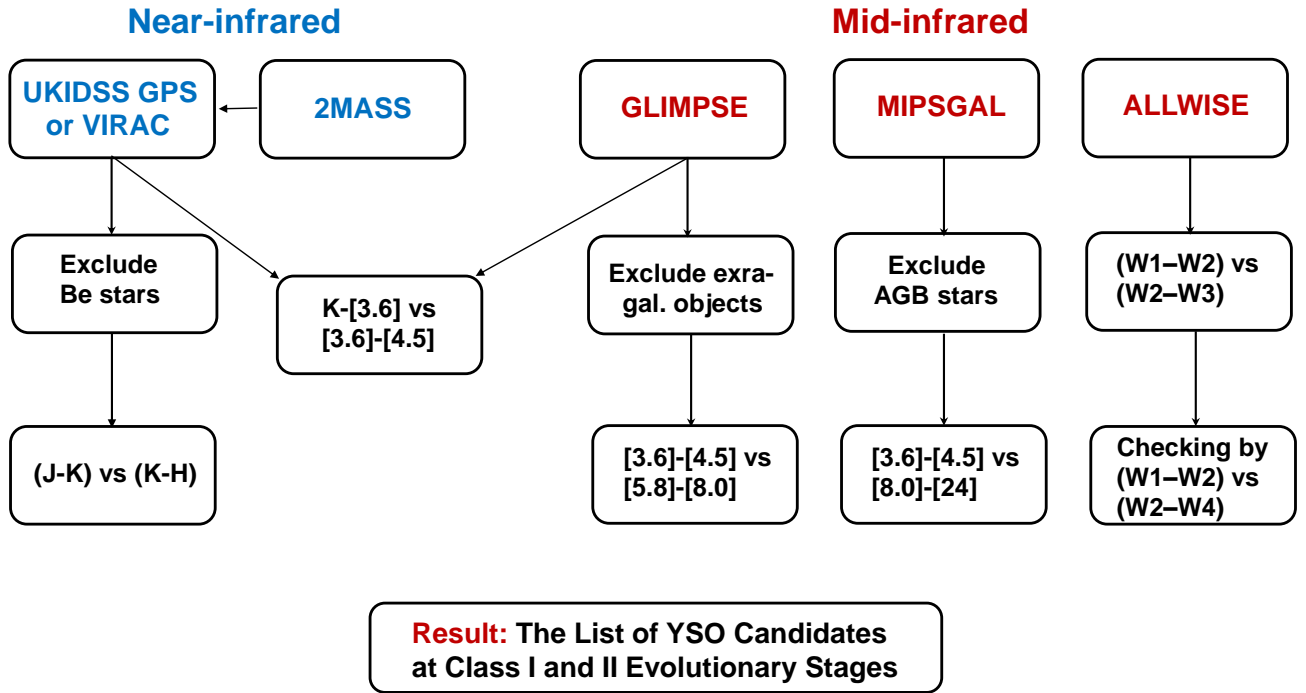 Near-infrared
Mid-infrared
UKIDSS GPS
or VIRAC
2MASS
GLIMPSE
MIPSGAL
ALLWISE
Exclude
Be stars
K-[3.6] vs
[3.6]-[4.5]
Exclude exra-
gal. objects
Exclude
AGB stars
(W1–W2) vs
(W2–W3)
(J-K) vs (K-H)
[3.6]-[4.5] vs
[5.8]-[8.0]
[3.6]-[4.5] vs
[8.0]-[24]
Checking by
(W1–W2) vs
(W2–W4)
Result: The List of YSO Candidates
at Class I and II Evolutionary Stages